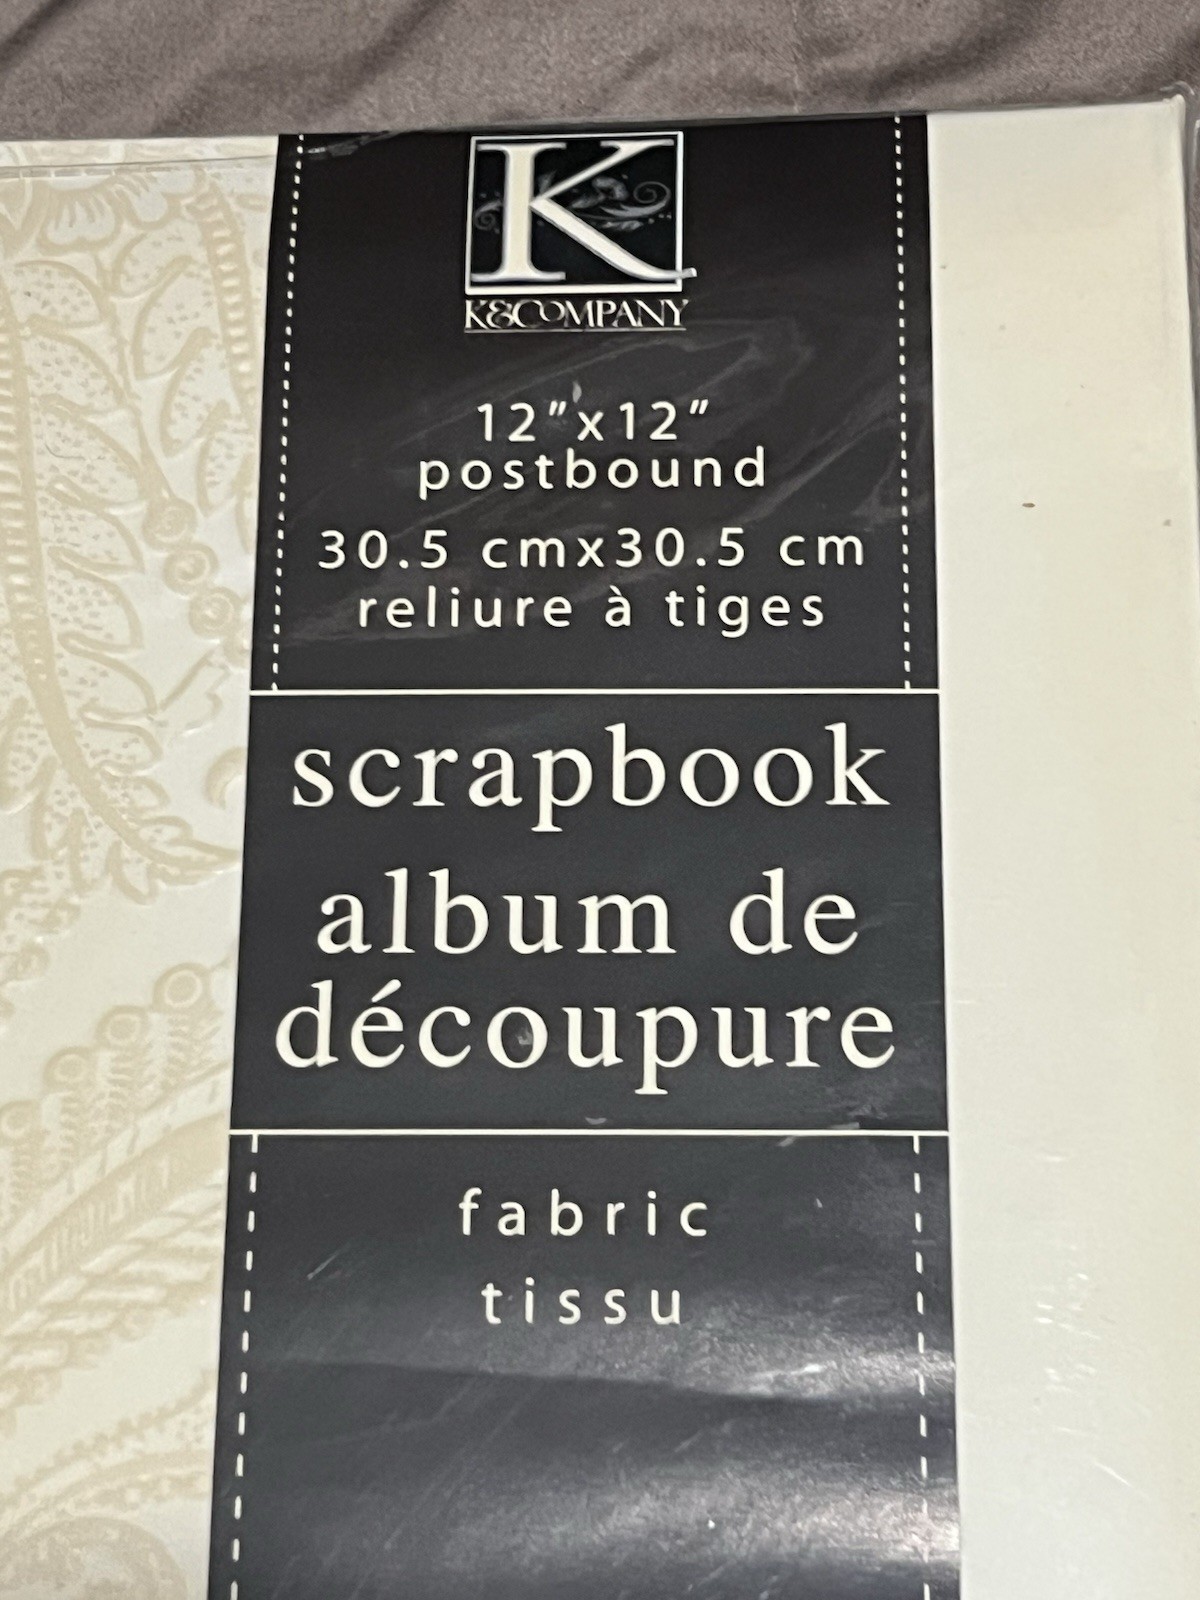 K
K&COMPANY
12"x12"
postbound
30.5 cmx30.5 cm
reliure à tiges
scrapbook
album de
découpure
fabric
tissu